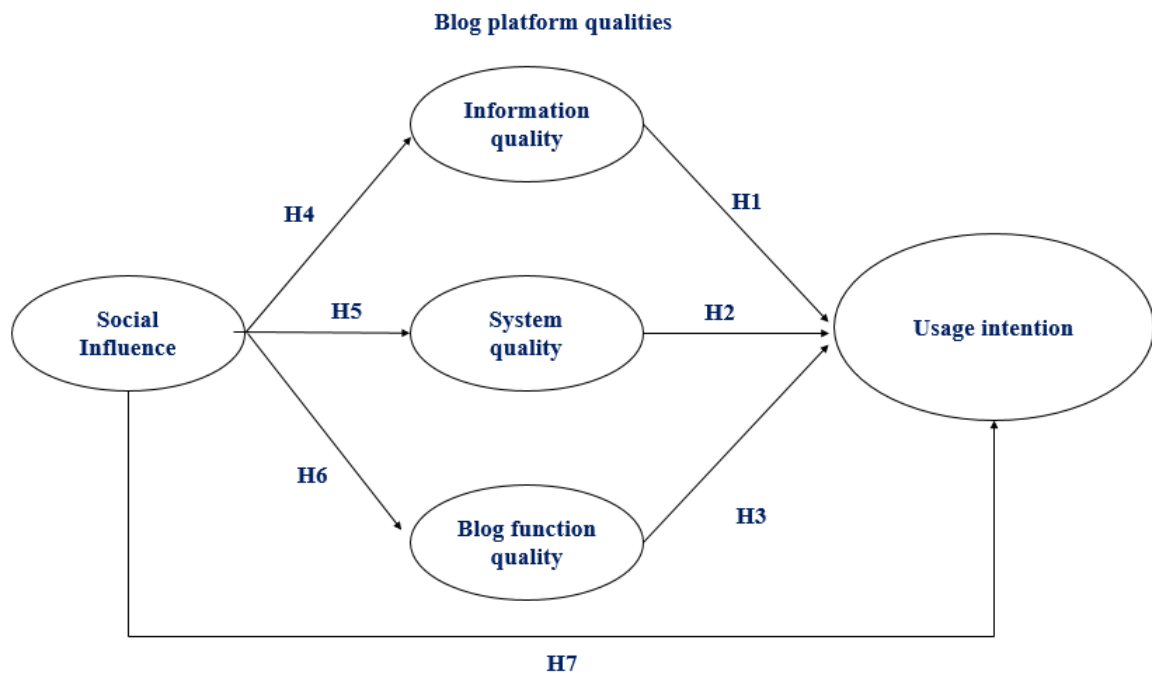 Blog platform qualities
Information
quality
H4
H1
Social
Influence
H5
System
quality
H2
Usage intention
H6
Blog function
quality
H3
H7